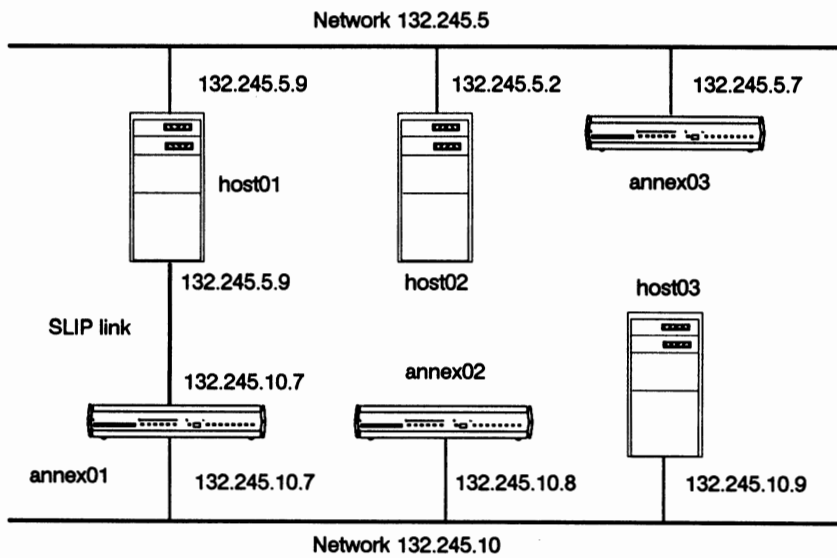 Network 132.245.5
132.245.5.9
132.245.5.2
132.245.5.7
host01
annex03
132.245.5.9
host02
host03
SLIP link
132.245.10.7
annex02
annex01
132.245.10.7
132.245.10.8
132.245.10.9
Network 132.245.10